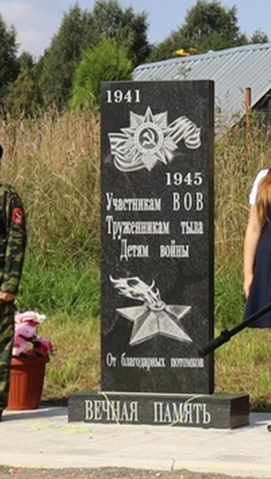 1941
1945
Участникам ВОВ
Труженникам тыла
Детям войны
От благодарных потомков
ВЕЧНАЯ ПАМЯТЬ